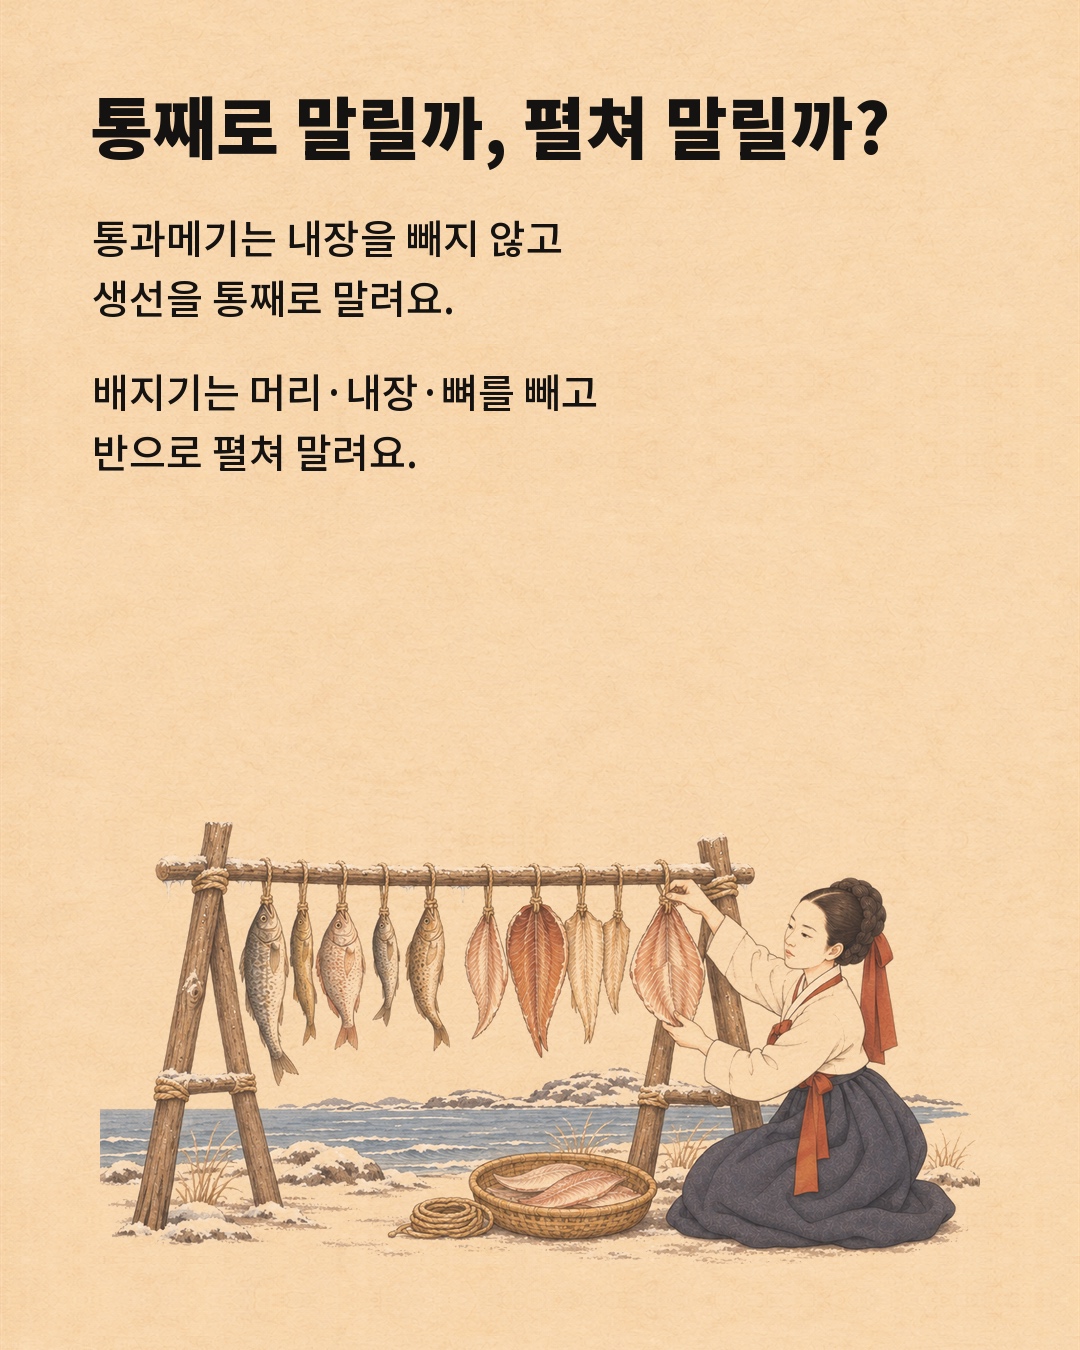 통째로 말릴까, 펼쳐 말릴까?
통과메기는 내장을 빼지 않고
생선을 통째로 말려요.
배지기는 머리·내장·뼈를 빼고
반으로 펼쳐 말려요.